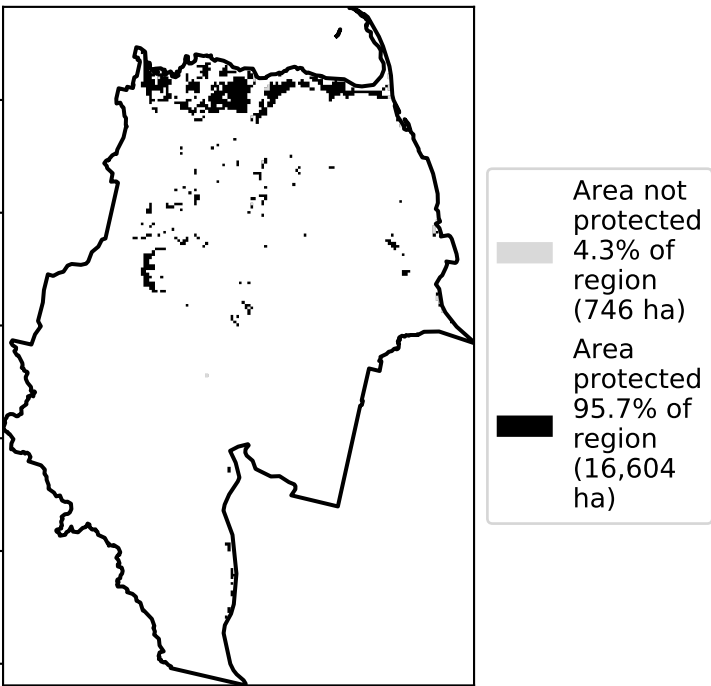 Area not
protected
4.3% of
region
(746 ha)
Area
protected
95.7% of
region
(16,604
ha)